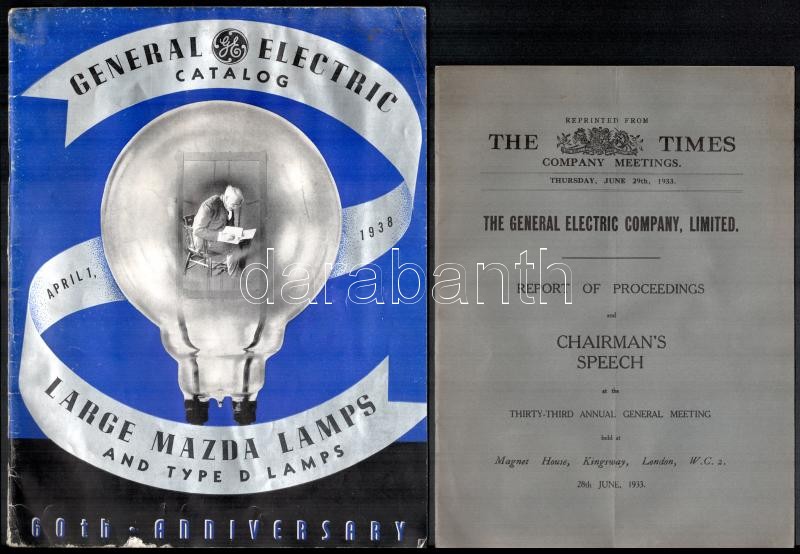 GENERAL GE ELECTRIC
CATALOG
APRIL 1, 1938
LARGE MAZDA LAMPS
AND TYPE D LAMPS
60th - ANNIVERSARY
REPRINTED FROM
THE TIMES
COMPANY MEETINGS.
THURSDAY, JUNE 29th, 1933.
THE GENERAL ELECTRIC COMPANY, LIMITED.
REPORT OF PROCEEDINGS
and
CHAIRMAN'S
SPEECH
at the
THIRTY-THIRD ANNUAL GENERAL MEETING
held at
Magnet House, Kingsway, London, W.C. 2.
28th JUNE, 1933.
darabanth